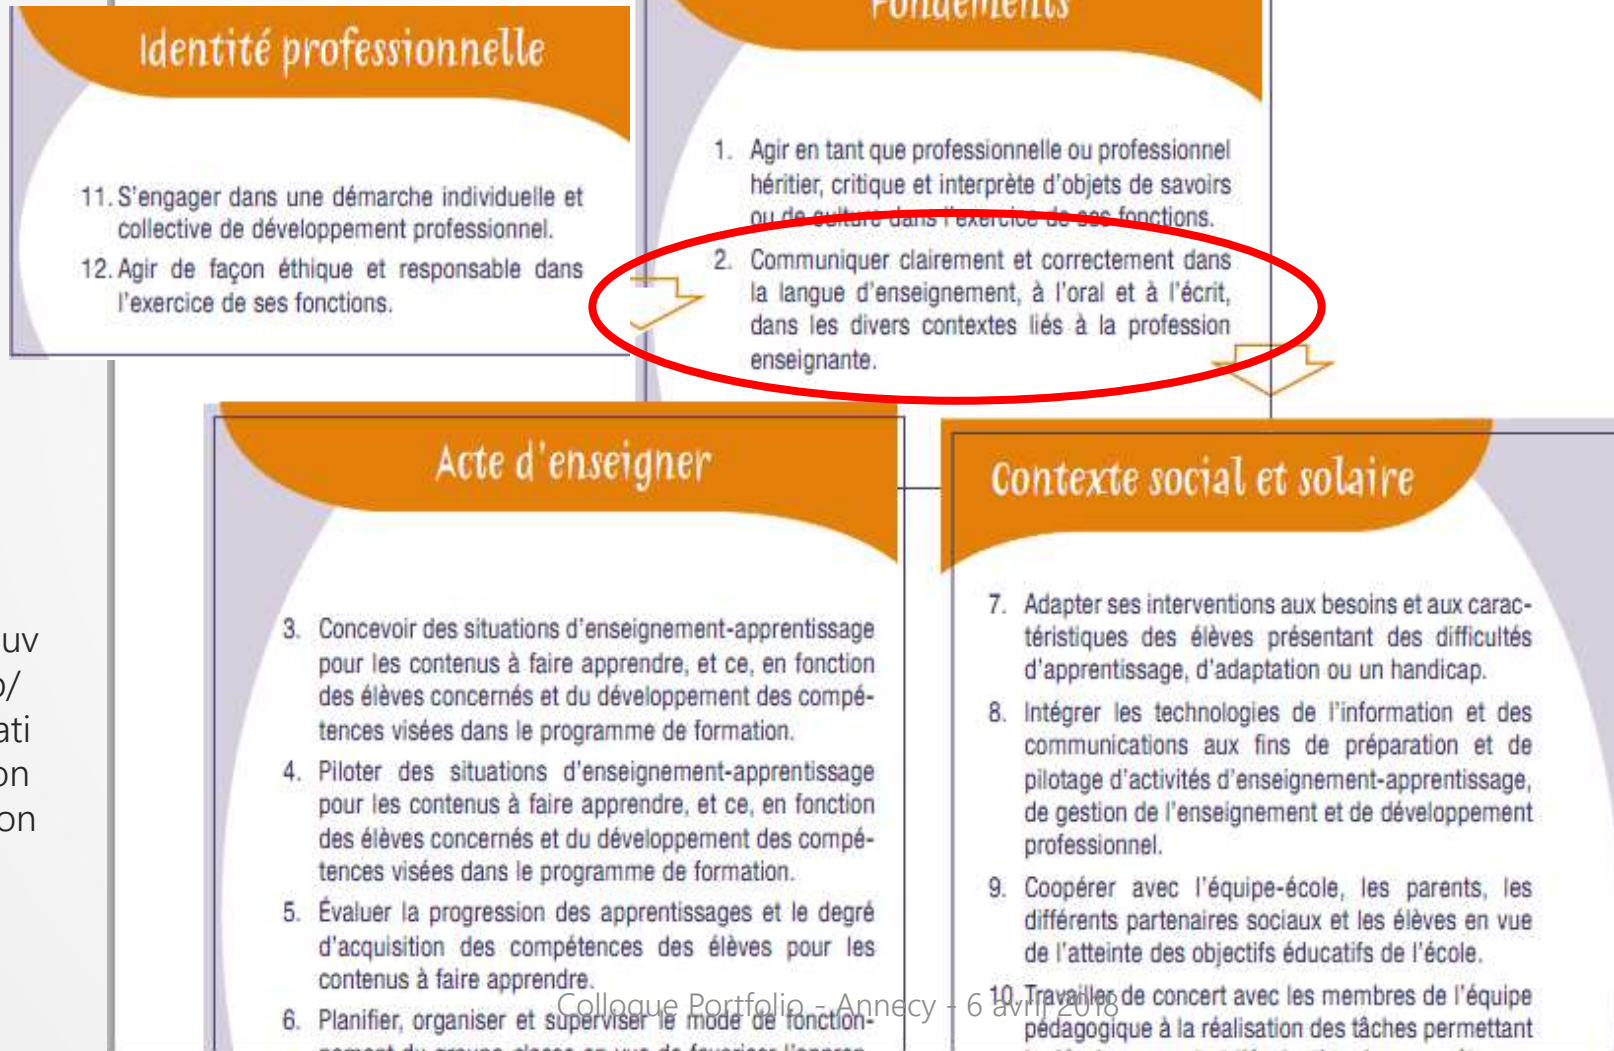 Identité professionnelle
11. S'engager dans une démarche individuelle et
collective de développement professionnel.
12. Agir de façon éthique et responsable dans
l'exercice de ses fonctions.
Fondements
1. Agir en tant que professionnelle ou professionnel
héritier, critique et interprète d'objets de savoirs
ou de culture dans l'exercice de ses fonctions.
2. Communiquer clairement et correctement dans
la langue d'enseignement, à l'oral et à l'écrit,
dans les divers contextes liés à la profession
enseignante.
uv
o/
ati
on
on
Acte d'enseigner
3. Concevoir des situations d'enseignement-apprentissage
pour les contenus à faire apprendre, et ce, en fonction
des élèves concernés et du développement des compé-
tences visées dans le programme de formation.
4. Piloter des situations d'enseignement-apprentissage
pour les contenus à faire apprendre, et ce, en fonction
des élèves concernés et du développement des compé-
tences visées dans le programme de formation.
5. Évaluer la progression des apprentissages et le degré
d'acquisition des compétences des élèves pour les
contenus à faire apprendre.
6. Planifier, organiser et superviser le mode de fonction-
Contexte social et solaire
7. Adapter ses interventions aux besoins et aux carac-
téristiques des élèves présentant des difficultés
d'apprentissage, d'adaptation ou un handicap.
8. Intégrer les technologies de l'information et des
communications aux fins de préparation et de
pilotage d'activités d'enseignement-apprentissage,
de gestion de l'enseignement et de développement
professionnel.
9. Coopérer avec l'équipe-école, les parents, les
différents partenaires sociaux et les élèves en vue
de l'atteinte des objectifs éducatifs de l'école.
10. Travailler de concert avec les membres de l'équipe
pédagogique à la réalisation des tâches permettant
Colloque Portfolio - Annecy - 6 avril 2018